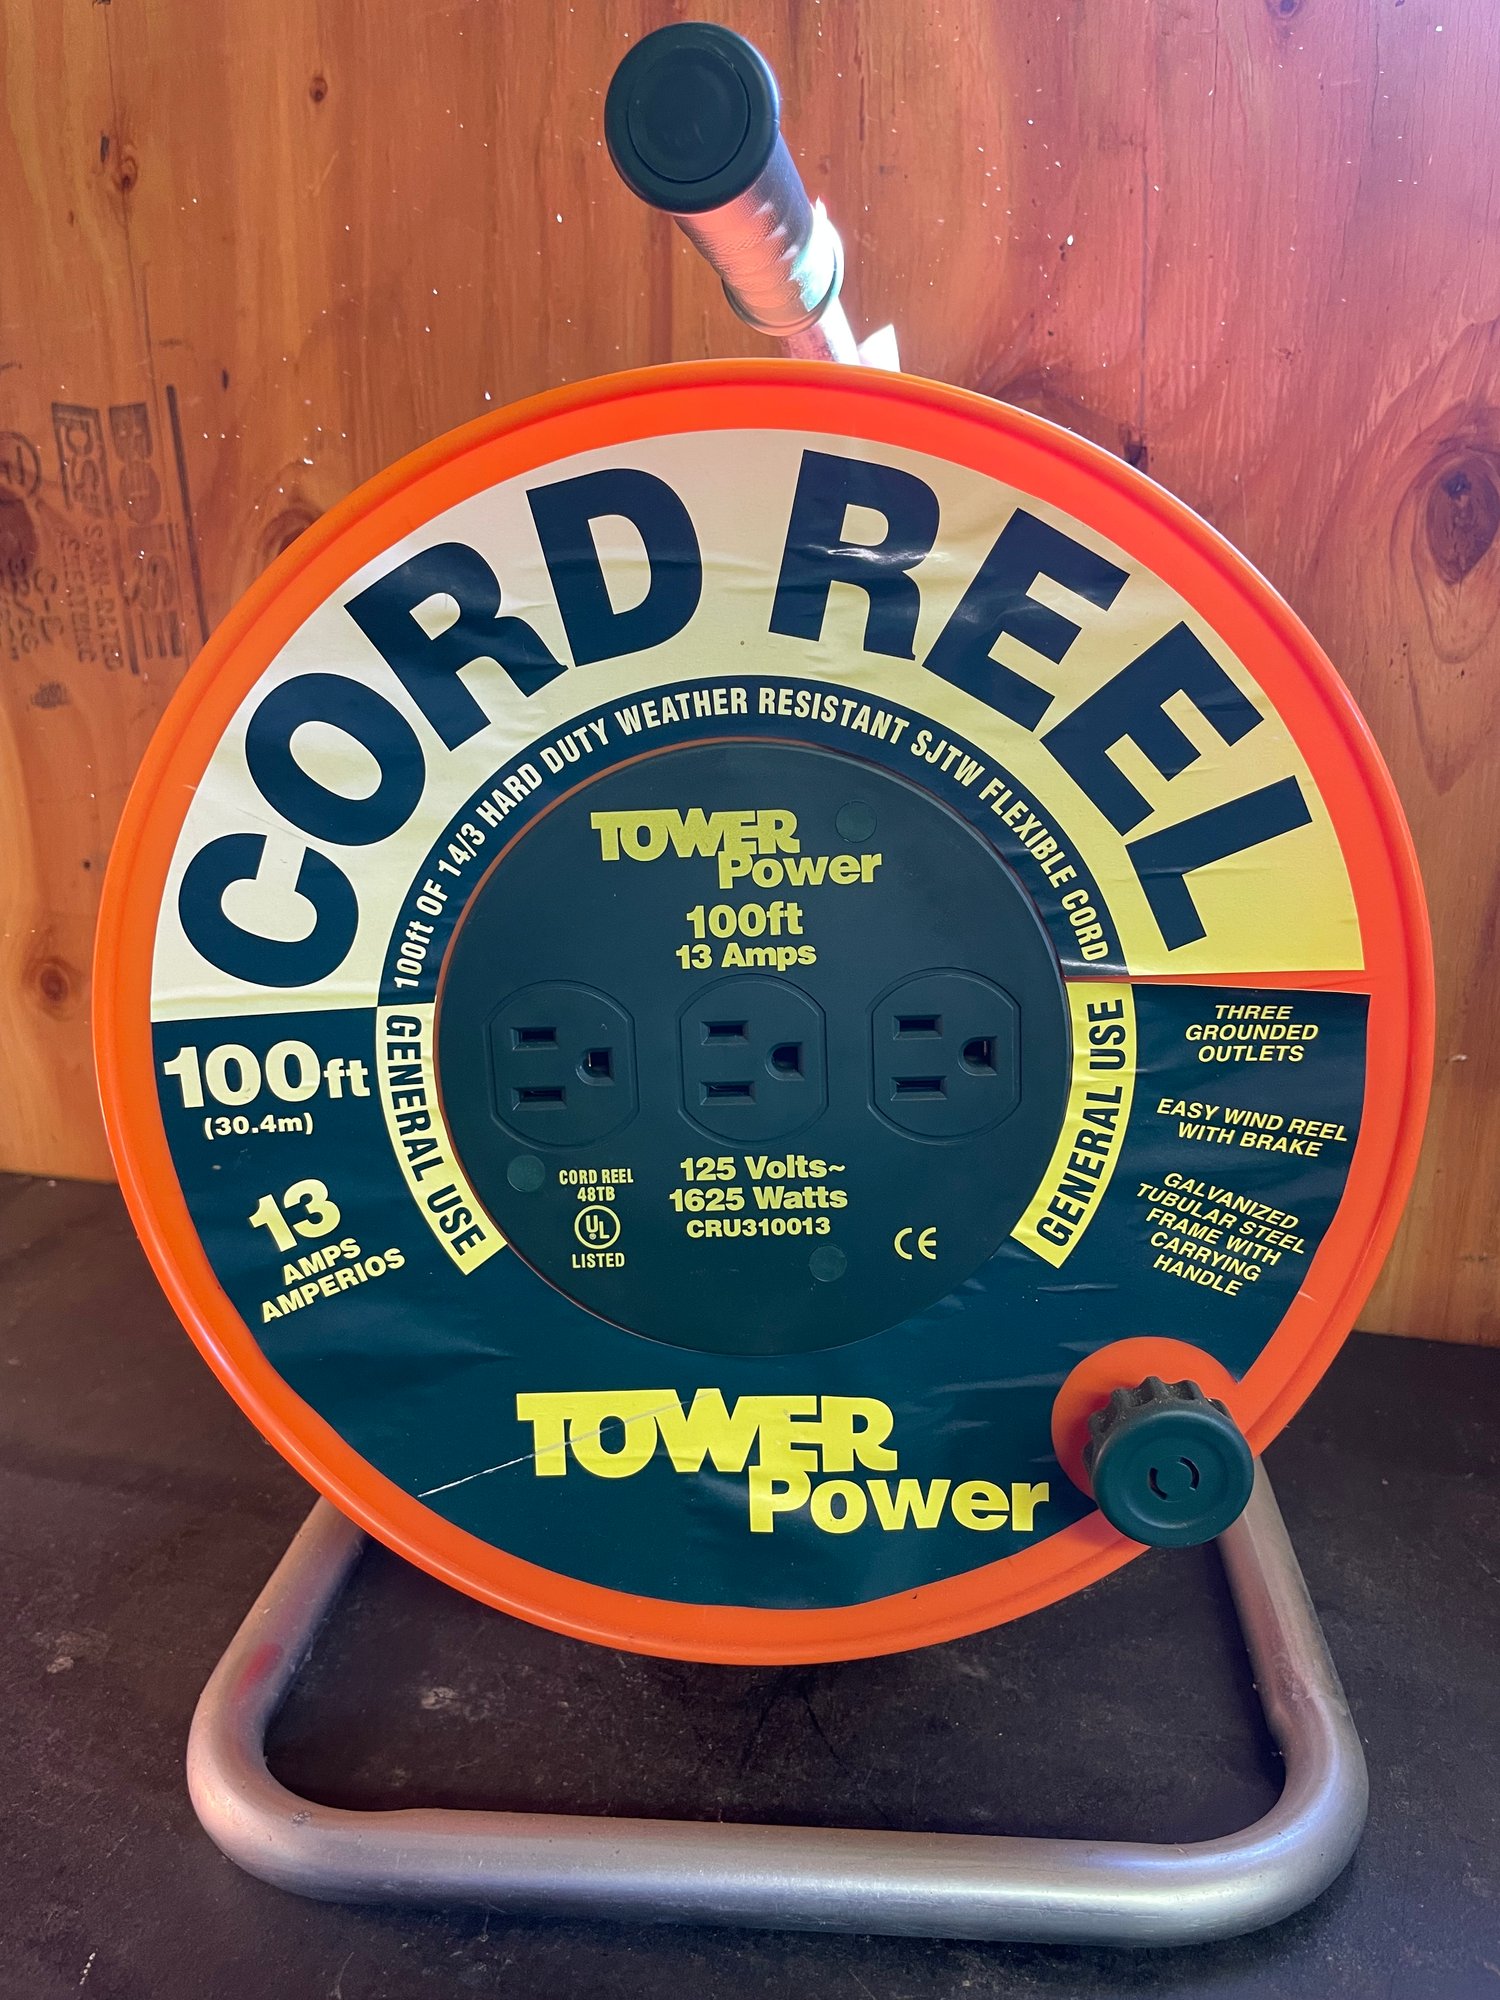 CORD REEL
100ft OF 14/3 HARD DUTY WEATHER RESISTANT SJTW FLEXIBLE CORD
TOWER
Power
100ft
13 Amps
125 Volts~
1625 Watts
CRU310013
CORD REEL
48TB
UL
LISTED
CE
GENERAL USE
GENERAL USE
100ft
(30.4m)
13
AMPS
AMPERIOS
THREE
GROUNDED
OUTLETS
EASY WIND REEL
WITH BRAKE
GALVANIZED
TUBULAR STEEL
FRAME WITH
CARRYING
HANDLE
TOWER
Power